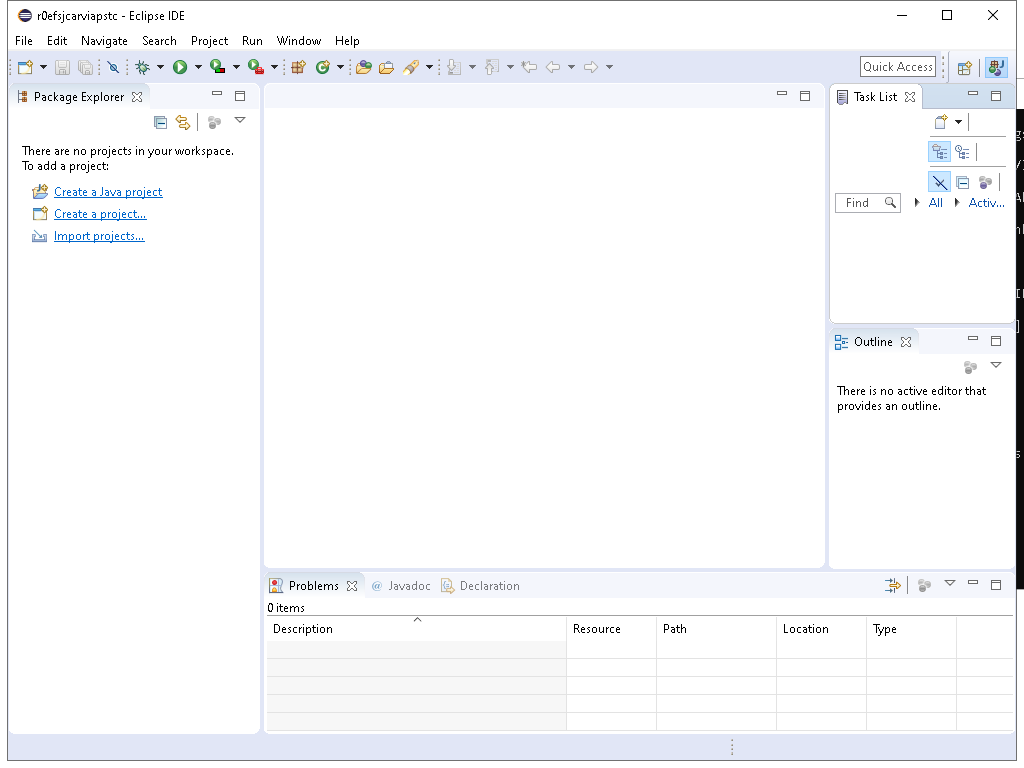 r0efsjcarviapstc - Eclipse IDE
File Edit Navigate Search Project Run Window Help
Quick Access
Package Explorer
There are no projects in your workspace.
To add a project:
Create a Java project
Create a project...
Import projects...
Task List
Find All Activ...
Outline
There is no active editor that
provides an outline.
Problems @ Javadoc Declaration
0 items
Description Resource Path Location Type